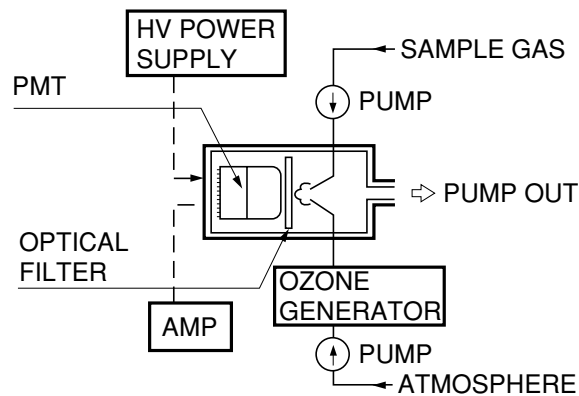 HV POWER
SUPPLY
SAMPLE GAS
PMT
PUMP
PUMP OUT
OPTICAL
FILTER
OZONE
GENERATOR
AMP
PUMP
ATMOSPHERE